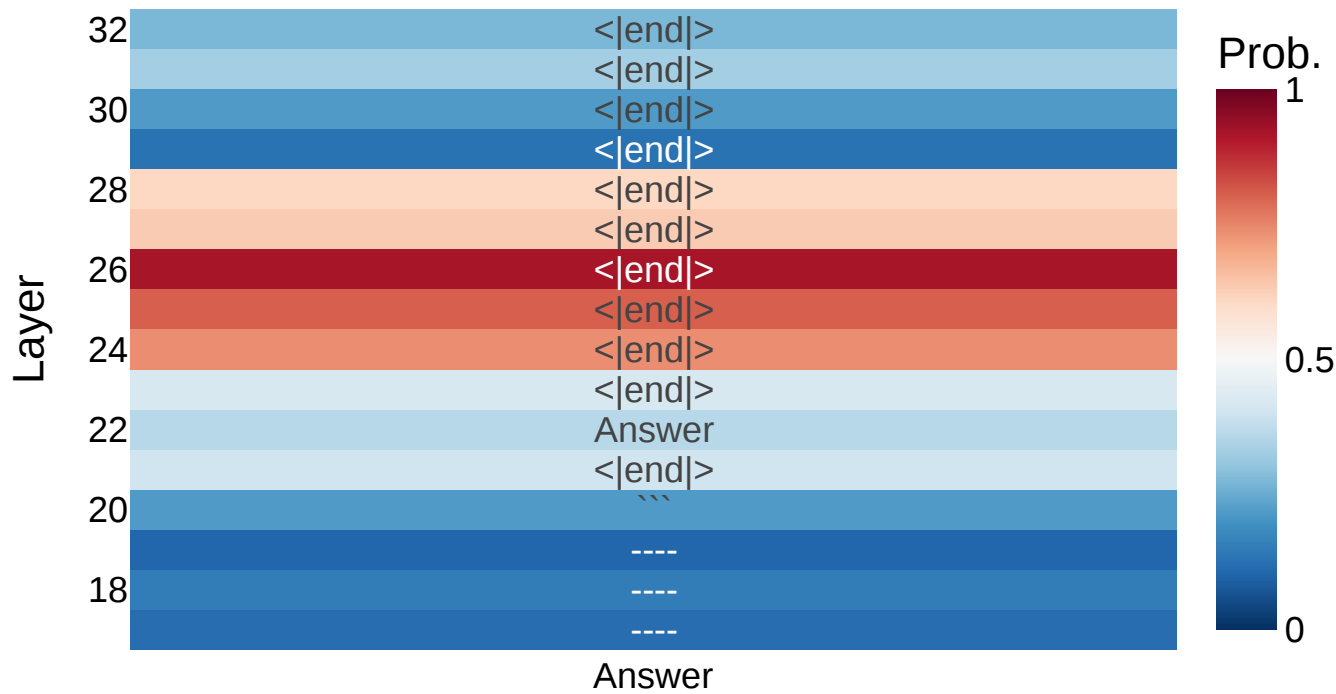 Prob.
32 <|end|>
<|end|>
1
30 <|end|>
<|end|>
28 <|end|>
<|end|>
26 <|end|>
<|end|>
Layer
24 <|end|>
0.5
<|end|>
22 Answer
<|end|>
20 ```
----
18 ----
----
0
Answer